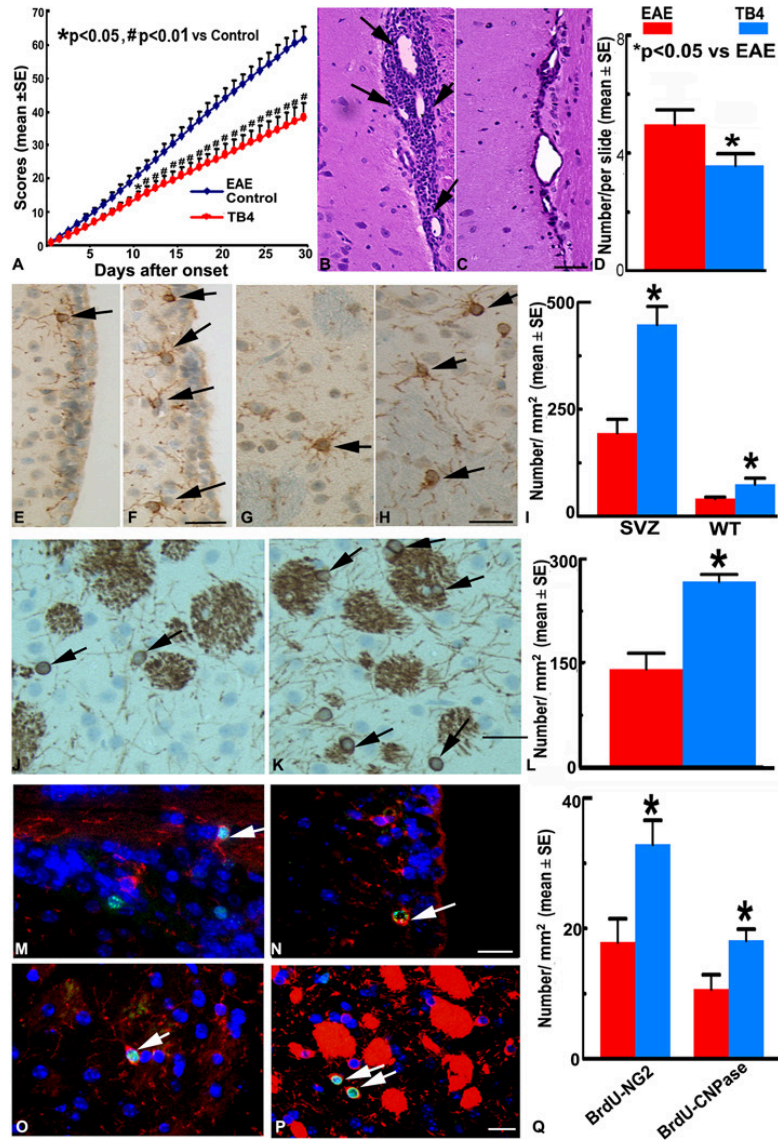 *p<0.05, #p<0.01 vs Control
Scores (mean ±SE)
70
60
50
40
30
20
10
0
*################### 
EAE
Control
TB4
5 10 15 20 25 30
Days after onset
A
B
C
EAE TB4
*p<0.05 vs EAE
Number/per slide (mean ± SE)
8
4
0
*
D
E
F
G
H
Number/ mm² (mean ± SE)
500
250
0
* *
SVZ WT
I
J
K
Number/ mm² (mean ± SE)
300
150
0
*
L
M
N
O
P
Number/ mm² (mean ± SE)
40
20
0
* *
BrdU-NG2 BrdU-CNPase
Q